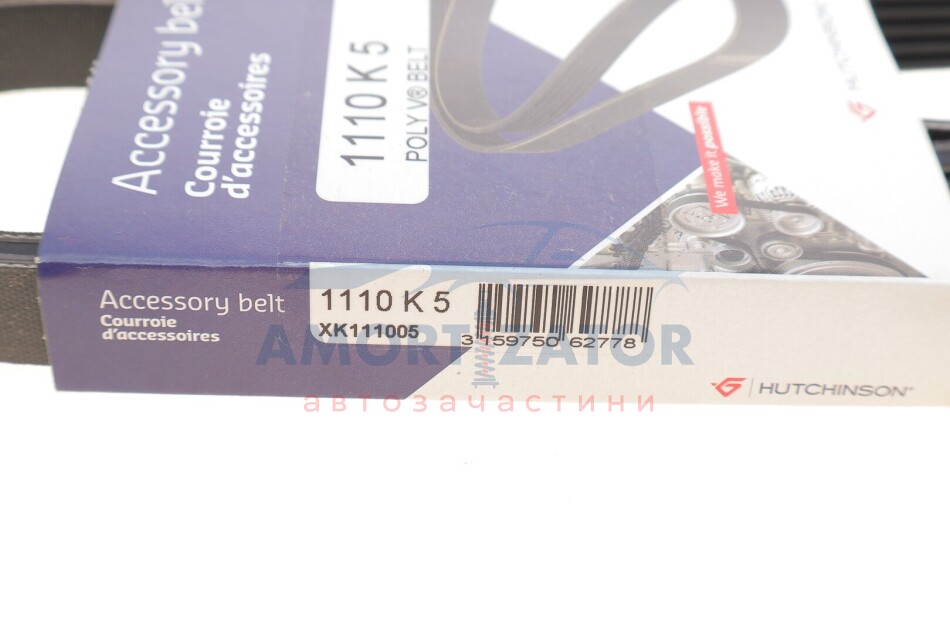 Accessory be
Courroie
d'accessoires
1110 K 5
POLY V® BELT
We make it possible
Accessory belt
Courroie
d'accessoires
1110 K 5
XK111005
3 159750 62778
HUTCHINSON
AMORTIZATOR
автозачастини